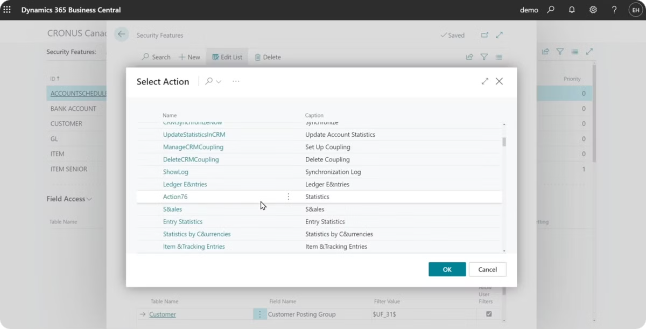 Dynamics 365 Business Central demo ? EH
CRONUS Canad Security Features ✓ Saved
Security Features: Search + New Edit List Delete
Select Action
ID ↑ Priority
Name Caption
ACCOUNTSCHEDUL 0
CRMSynchronizeNow Synchronize
BANK ACCOUNT UpdateStatisticsInCRM Update Account Statistics 0
CUSTOMER ManageCRMCoupling Set Up Coupling 0
GL DeleteCRMCoupling Delete Coupling 0
ITEM ShowLog Synchronization Log 0
ITEM SENIOR Ledger E&ntries Ledger E&ntries 1
Field Access Action76 Statistics
S&ales S&ales
Table Name Entry Statistics Entry Statistics
Statistics by C&urrencies Statistics by C&urrencies
Item &Tracking Entries Item &Tracking Entries
OK Cancel
User
Table Name Field Name Filter Value Filters
→ Customer Customer Posting Group $UF_31$